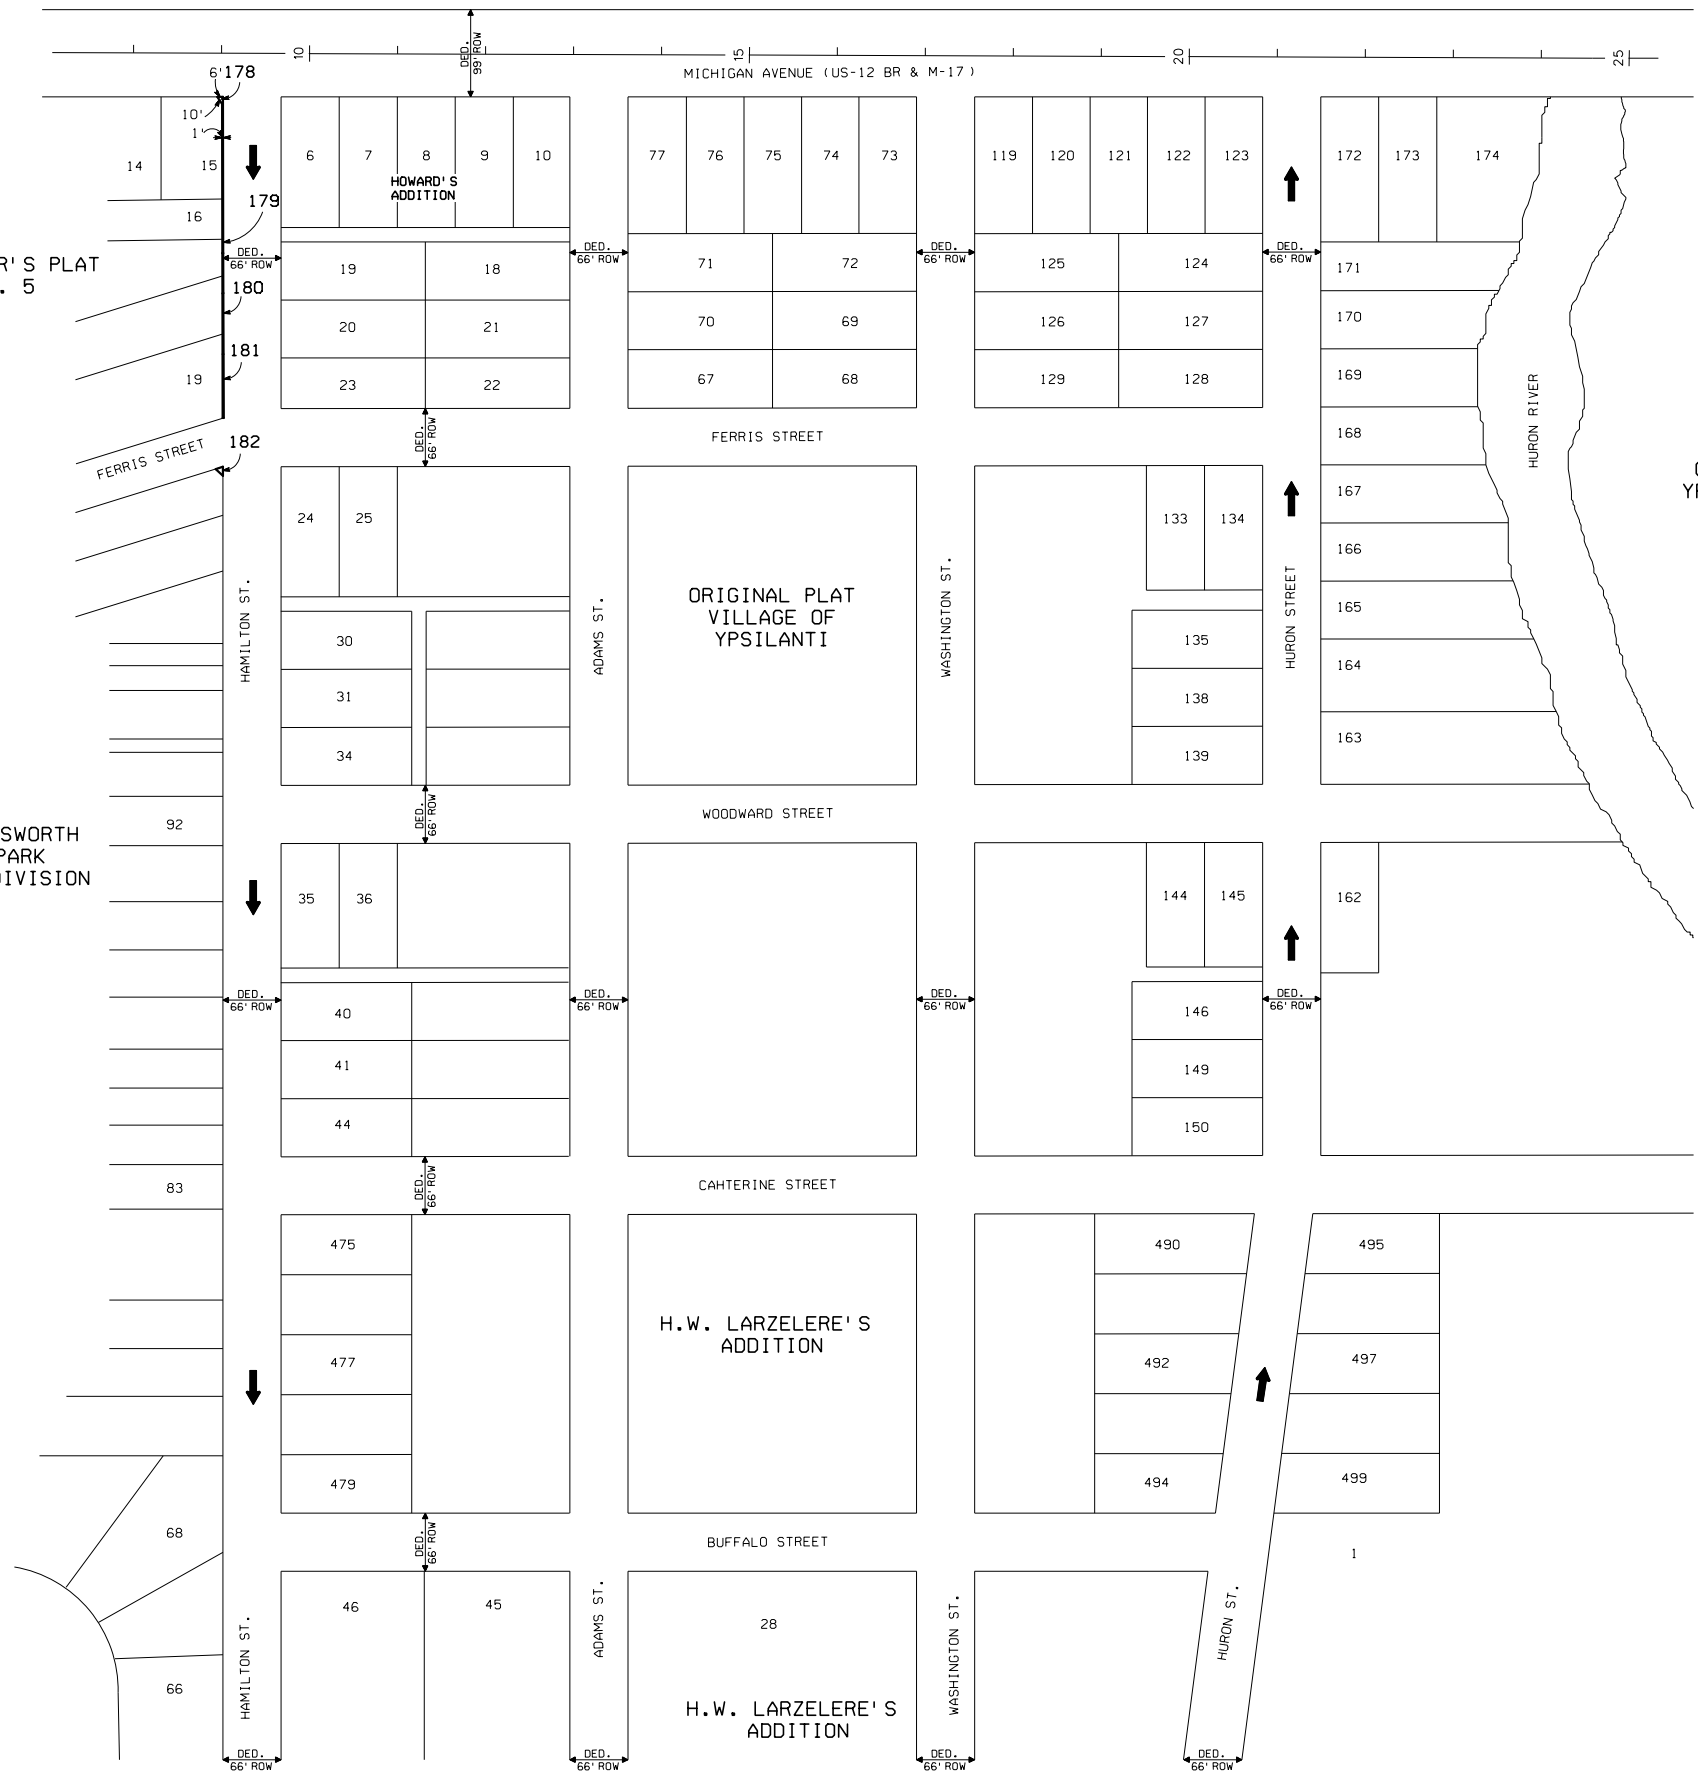 10
15
20
25
DED.
99' ROW
MICHIGAN AVENUE (US-12 BR & M-17)
6'
178
10'
1'
14
15
6
7
8
9
10
HOWARD'S
ADDITION
77
76
75
74
73
119
120
121
122
123
172
173
174
179
16
R'S PLAT
. 5
DED.
66' ROW
DED.
66' ROW
DED.
66' ROW
DED.
66' ROW
19
18
71
72
125
124
171
180
20
21
70
69
126
127
170
181
19
23
22
67
68
129
128
169
HURON RIVER
FERRIS STREET
182
DED.
66' ROW
FERRIS STREET
168
167
24
25
133
134
166
HAMILTON ST.
ADAMS ST.
ORIGINAL PLAT
VILLAGE OF
YPSILANTI
WASHINGTON ST.
HURON STREET
165
30
135
164
31
138
163
34
139
DED.
66' ROW
WOODWARD STREET
92
SWORTH
PARK
DIVISION
35
36
144
145
162
DED.
66' ROW
DED.
66' ROW
DED.
66' ROW
DED.
66' ROW
40
146
41
149
44
150
83
DED.
66' ROW
CAHTERINE STREET
475
490
495
H.W. LARZELERE'S
ADDITION
477
492
497
479
494
499
68
DED.
66' ROW
BUFFALO STREET
1
46
45
28
HAMILTON ST.
ADAMS ST.
WASHINGTON ST.
HURON ST.
66
H.W. LARZELERE'S
ADDITION
DED.
66' ROW
DED.
66' ROW
DED.
66' ROW
DED.
66' ROW